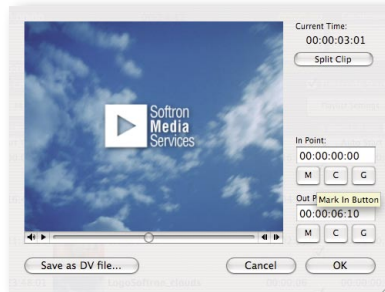 Current Time:
00:00:03:01
Split Clip
Softron
Media
Services
In Point:
00:00:00:00
M C G
Mark In Button
Out P
00:00:06:10
M C G
Save as DV file...
Cancel
OK